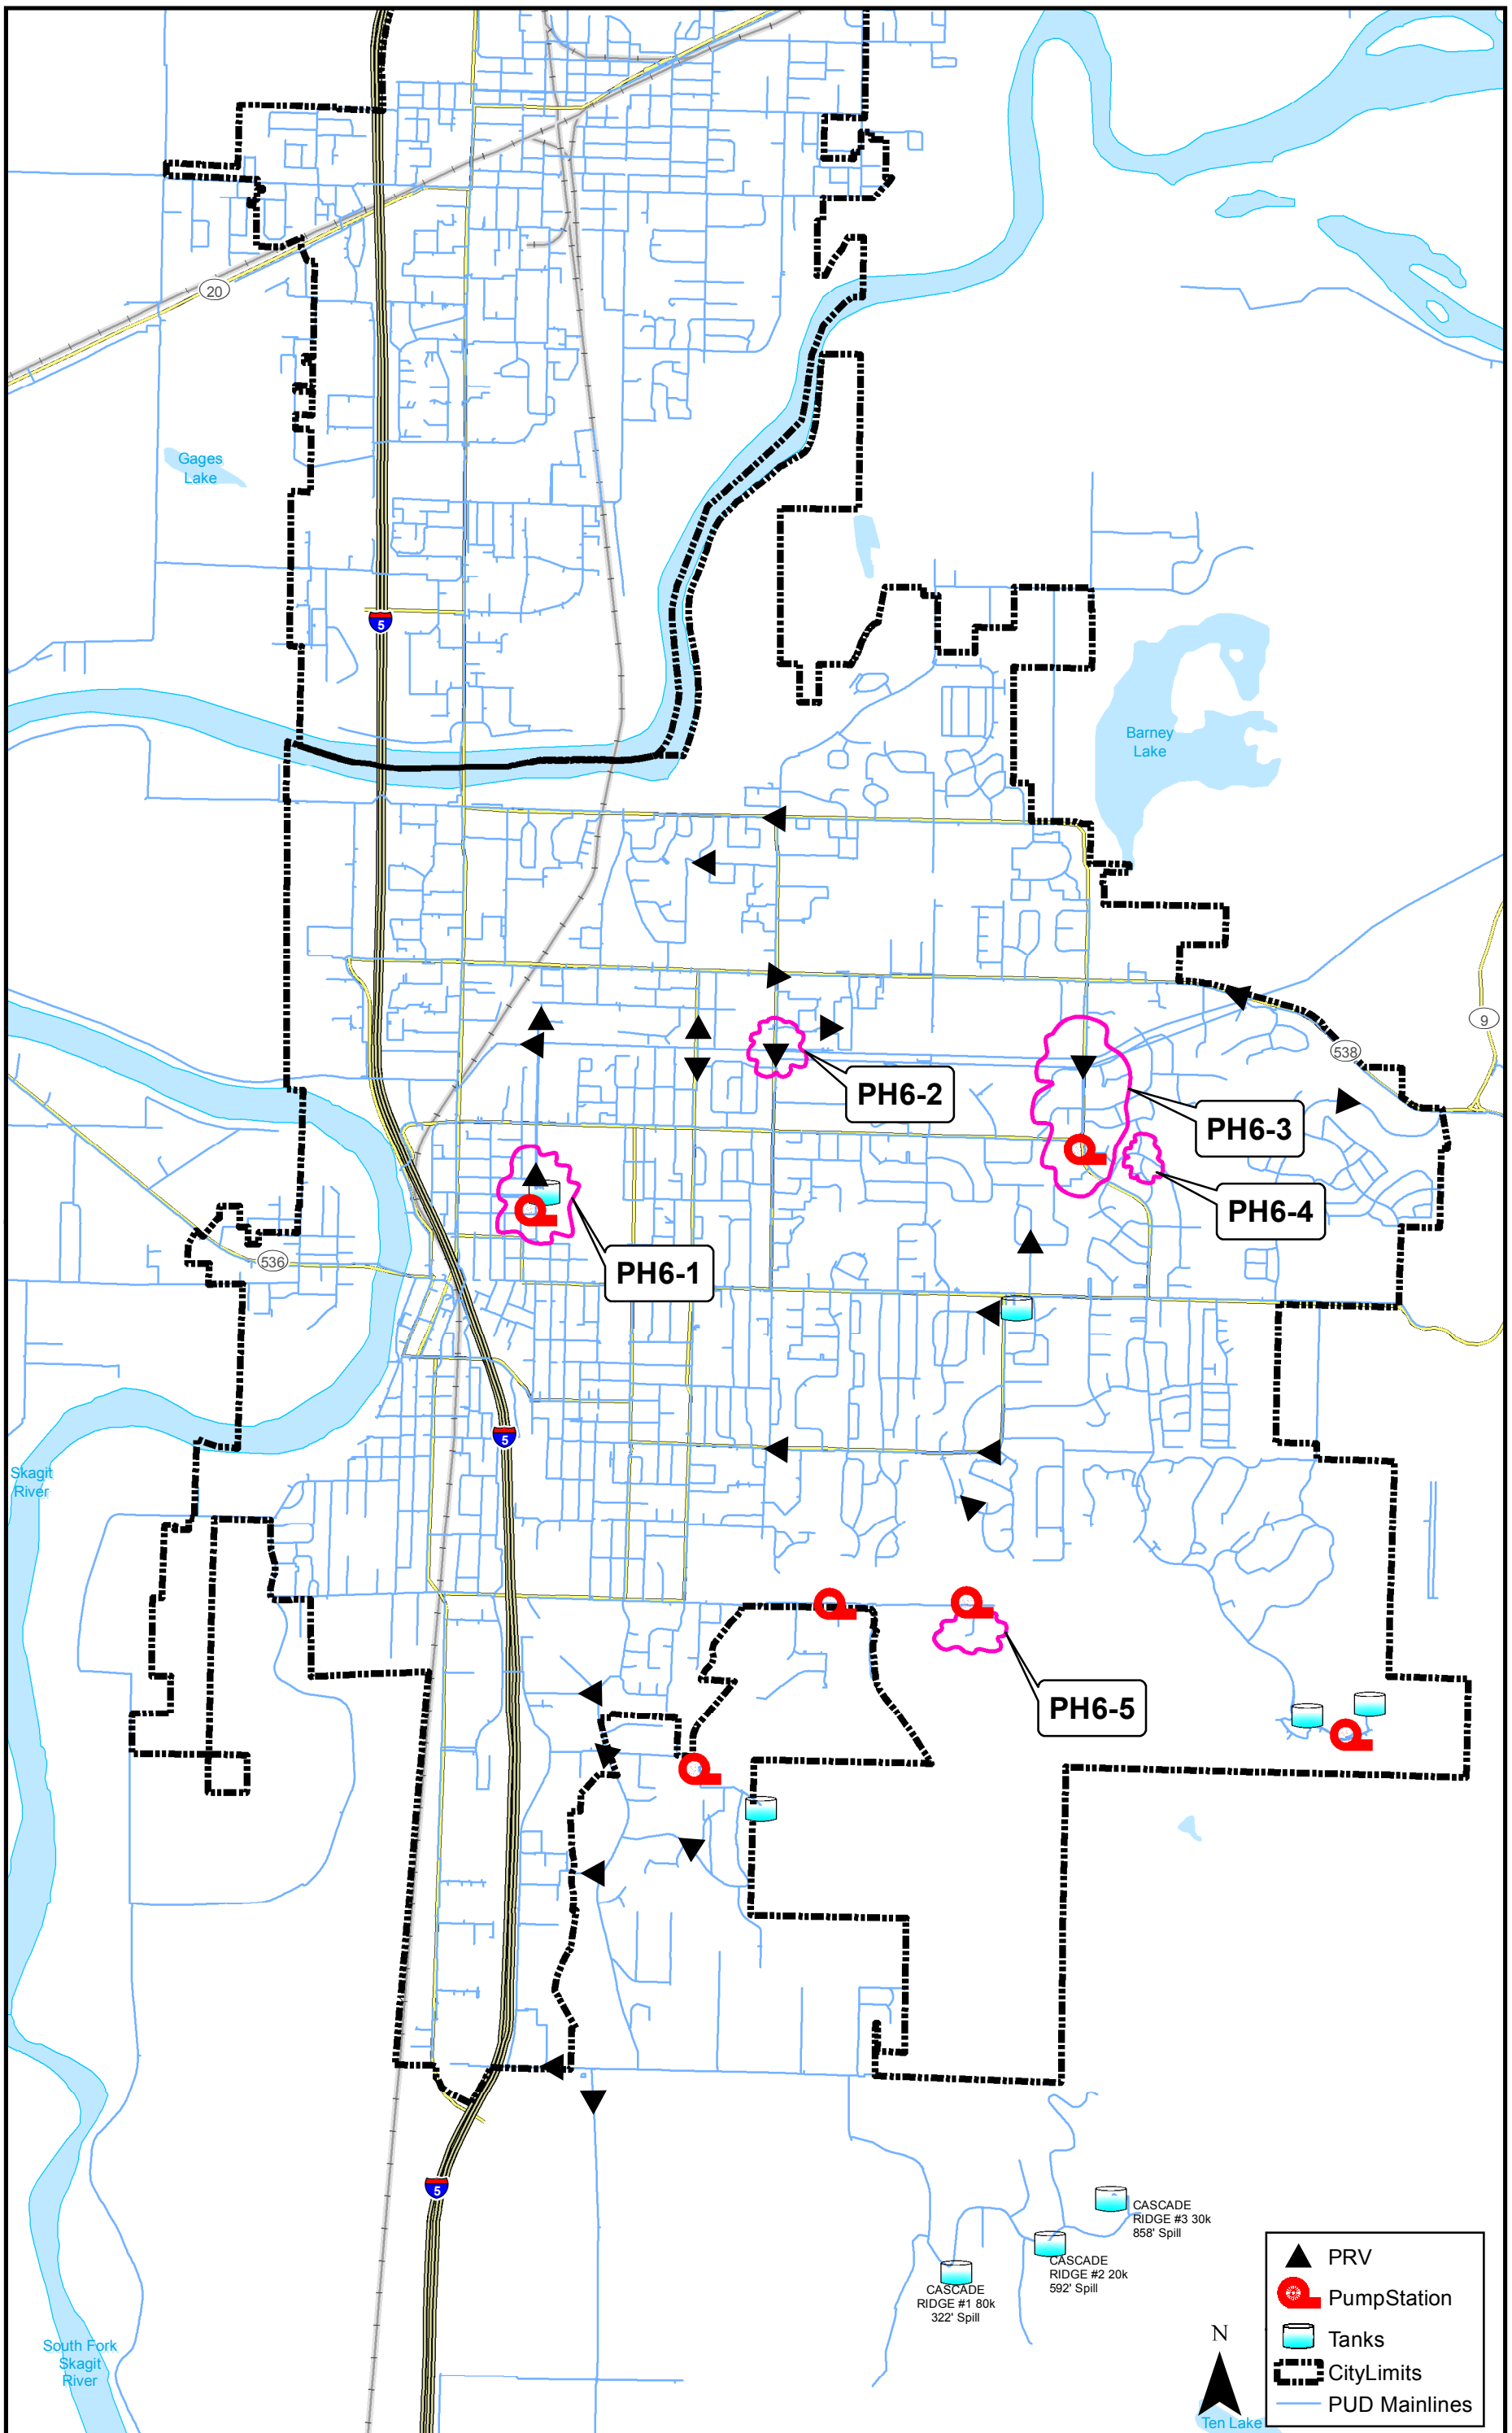 20
Gages
Lake
5
Barney
Lake
9
538
PH6-2
PH6-3
PH6-4
536
PH6-1
5
Skagit
River
PH6-5
5
CASCADE
RIDGE #3 30k
858' Spill
CASCADE
RIDGE #2 20k
592' Spill
CASCADE
RIDGE #1 80k
322' Spill
South Fork
Skagit
River
N
Ten Lake
PRV
PumpStation
Tanks
CityLimits
PUD Mainlines